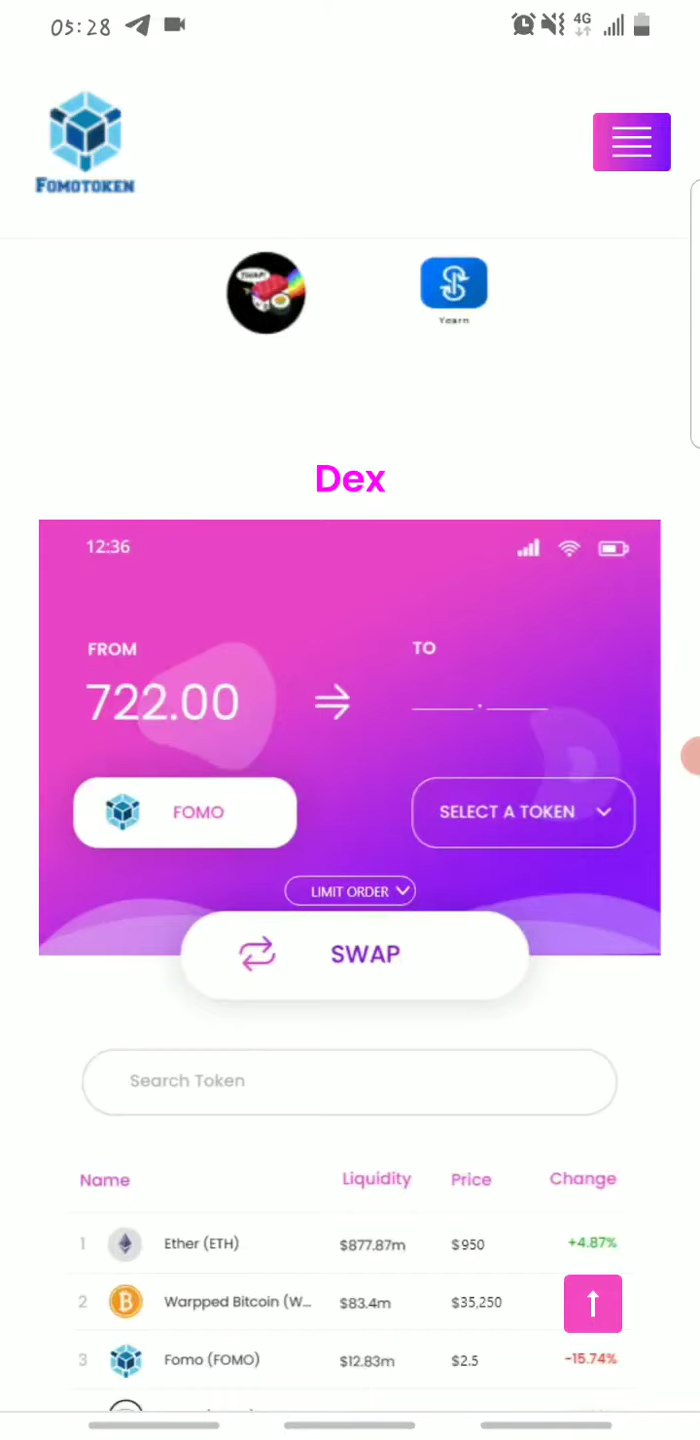 05:28
4G
FOMOTOKEN
SWAP!
Yearn
Dex
12:36
FROM
TO
722.00
FOMO
SELECT A TOKEN
LIMIT ORDER
SWAP
Search Token
Name Liquidity Price Change
1 Ether (ETH) $877.87m $950 +4.87%
2 Warpped Bitcoin (W... $83.4m $35,250
3 Fomo (FOMO) $12.83m $2.5 -15.74%